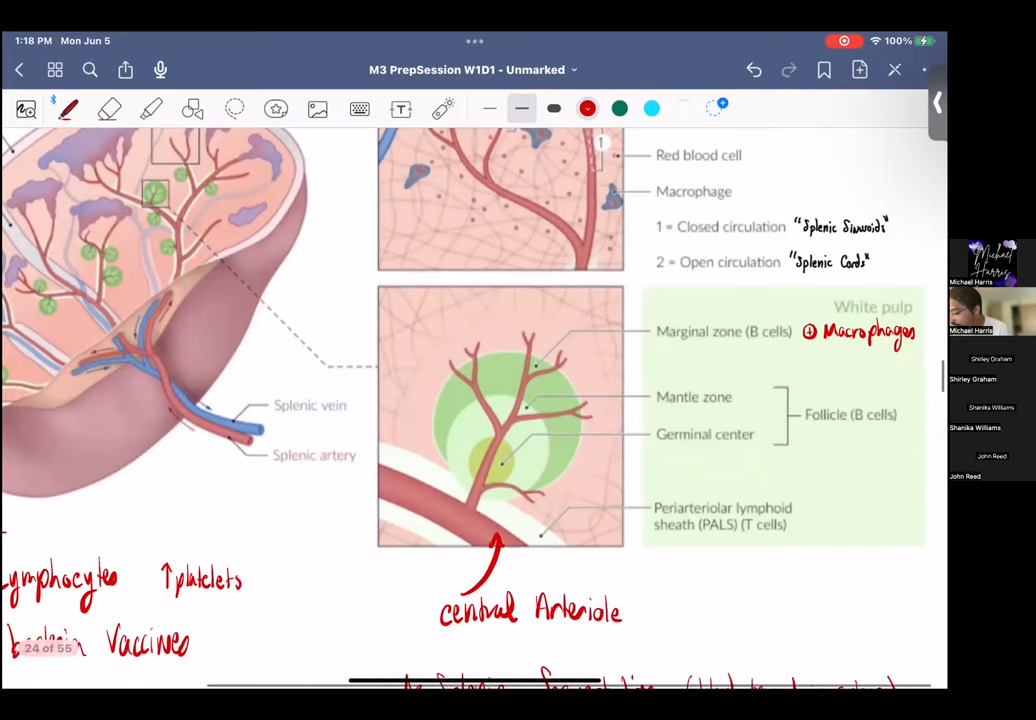 1:18 PM Mon Jun 5
100%
M3 PrepSession W1D1 - Unmarked
1
Red blood cell
Macrophage
1 = Closed circulation "Splenic Sinusoids"
2 = Open circulation "Splenic Cords"
White pulp
Marginal zone (B cells) + Macrophages
Mantle zone
Germinal center
Follicle (B cells)
Periarteriolar lymphoid
sheath (PALS) (T cells)
Splenic vein
Splenic artery
central Arteriole
Lymphocytes ↑platelets
Vaccines
24 of 55
Michael
Harris
Michael Harris
Michael Harris
Shirley Graham
Shirley Graham
Shanika Williams
Shanika Williams
John Reed
John Reed